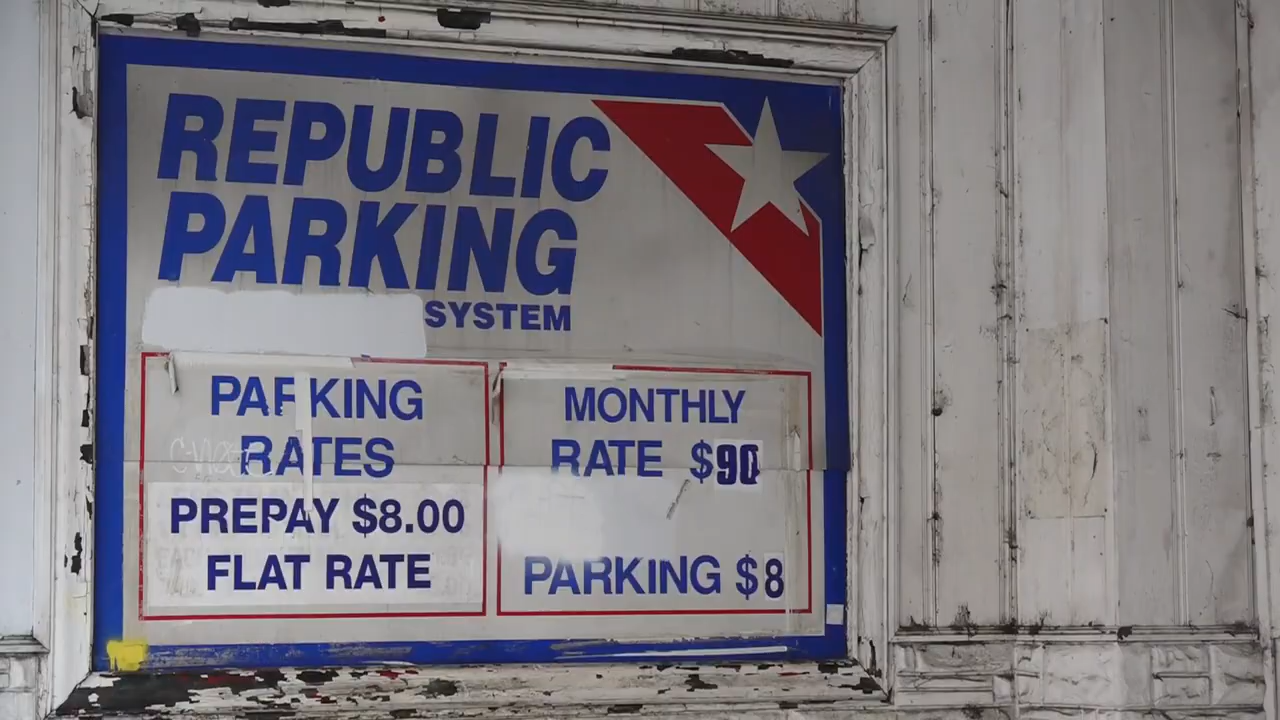 REPUBLIC
PARKING
SYSTEM
PARKING
RATES
PREPAY $8.00
FLAT RATE
MONTHLY
RATE $90
PARKING $8